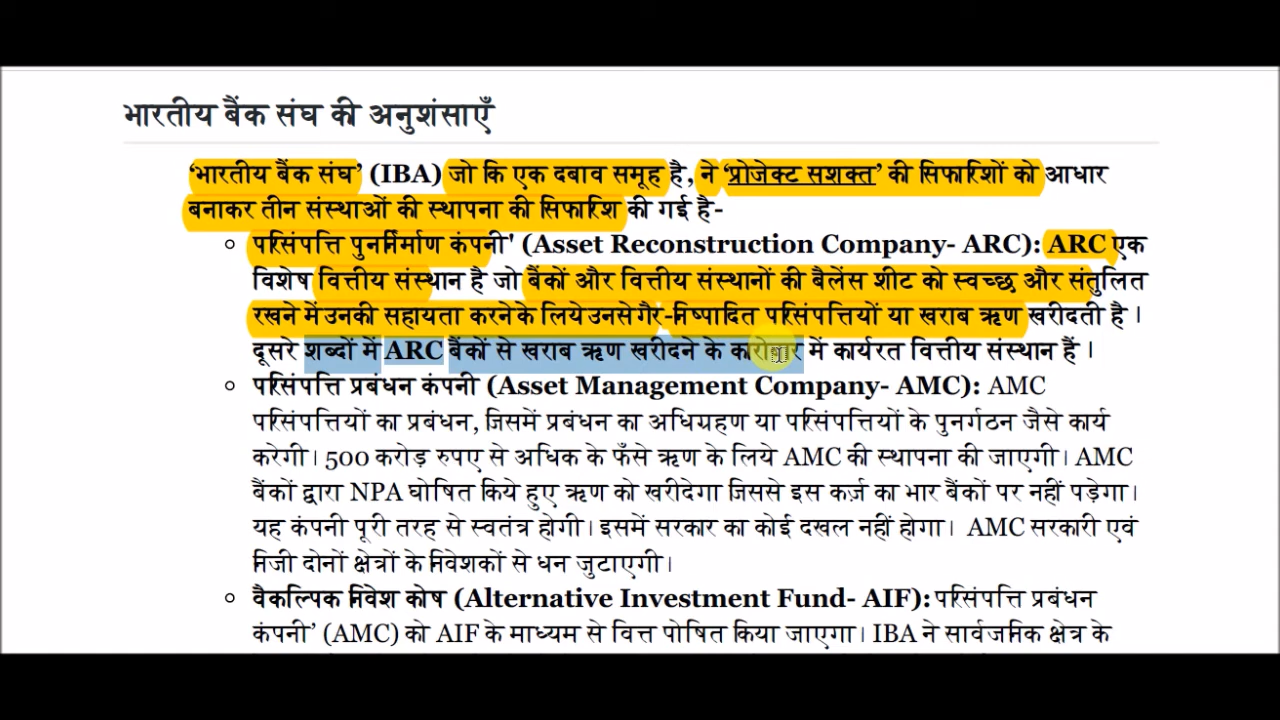 भारतीय बैंक संघ की अनुशंसाएँ
‘भारतीय बैंक संघ’ (IBA) जो कि एक दबाव समूह है, ने ‘प्रोजेक्ट सशक्त’ की सिफारिशों को आधार
बनाकर तीन संस्थाओं की स्थापना की सिफारिश की गई है-
परिसंपत्ति पुनर्निर्माण कंपनी' (Asset Reconstruction Company- ARC): ARC एक
विशेष वित्तीय संस्थान है जो बैंकों और वित्तीय संस्थानों की बैलेंस शीट को स्वच्छ और संतुलित
रखने में उनकी सहायता करने के लिये उनसे गैर-निष्पादित परिसंपत्तियों या खराब ऋण खरीदती है।
दूसरे शब्दों में ARC बैंकों से खराब ऋण खरीदने के कारोबार में कार्यरत वित्तीय संस्थान हैं।
परिसंपत्ति प्रबंधन कंपनी (Asset Management Company- AMC): AMC
परिसंपत्तियों का प्रबंधन, जिसमें प्रबंधन का अधिग्रहण या परिसंपत्तियों के पुनर्गठन जैसे कार्य
करेगी। 500 करोड़ रुपए से अधिक के फँसे ऋण के लिये AMC की स्थापना की जाएगी। AMC
बैंकों द्वारा NPA घोषित किये हुए ऋण को खरीदेगा जिससे इस कर्ज़ का भार बैंकों पर नहीं पड़ेगा।
यह कंपनी पूरी तरह से स्वतंत्र होगी। इसमें सरकार का कोई दखल नहीं होगा। AMC सरकारी एवं
निजी दोनों क्षेत्रों के निवेशकों से धन जुटाएगी।
वैकल्पिक निवेश कोष (Alternative Investment Fund- AIF): परिसंपत्ति प्रबंधन
कंपनी’ (AMC) को AIF के माध्यम से वित्त पोषित किया जाएगा। IBA ने सार्वजनिक क्षेत्र के